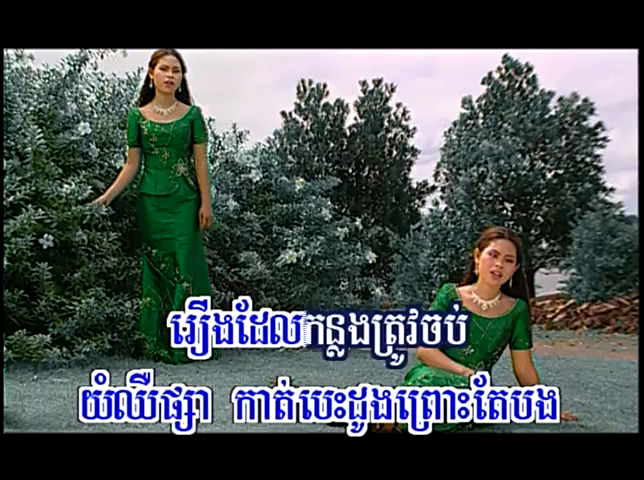 រឿងដែលកន្លងត្រូវចប់
យំឈឺផ្សា កាត់បេះដូងព្រោះតែបង